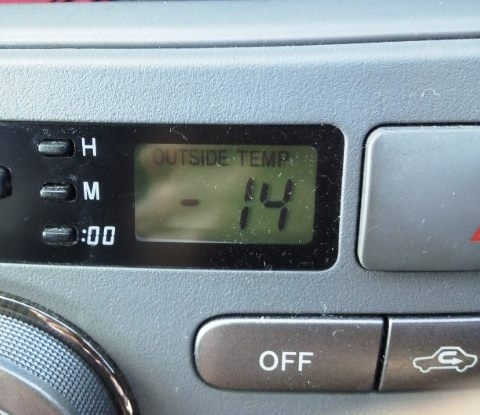 H
OUTSIDE TEMP
M
- 14
:00
OFF